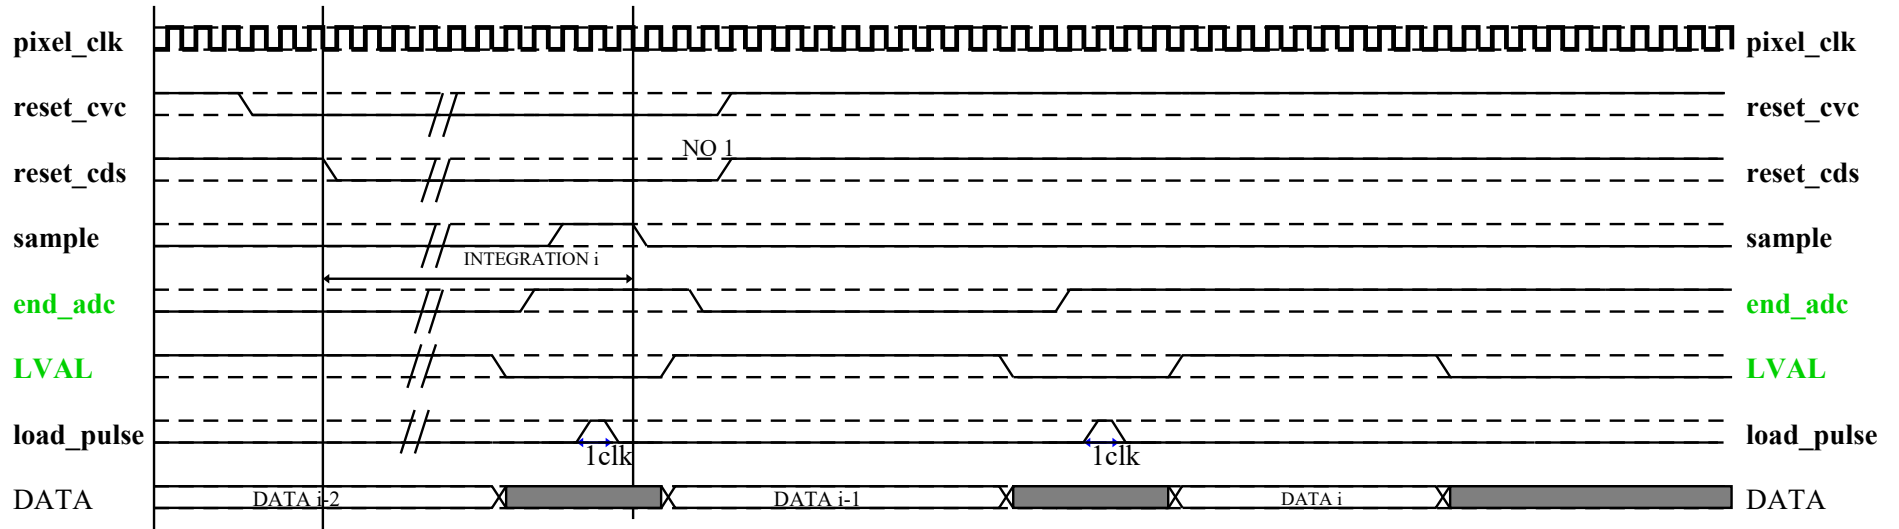 pixel_clk pixel_clk
reset_cvc reset_cvc
NO 1
reset_cds reset_cds
sample sample
INTEGRATION i
end_adc end_adc
LVAL LVAL
load_pulse load_pulse
1clk 1clk
DATA DATA i-2 DATA i-1 DATA i DATA